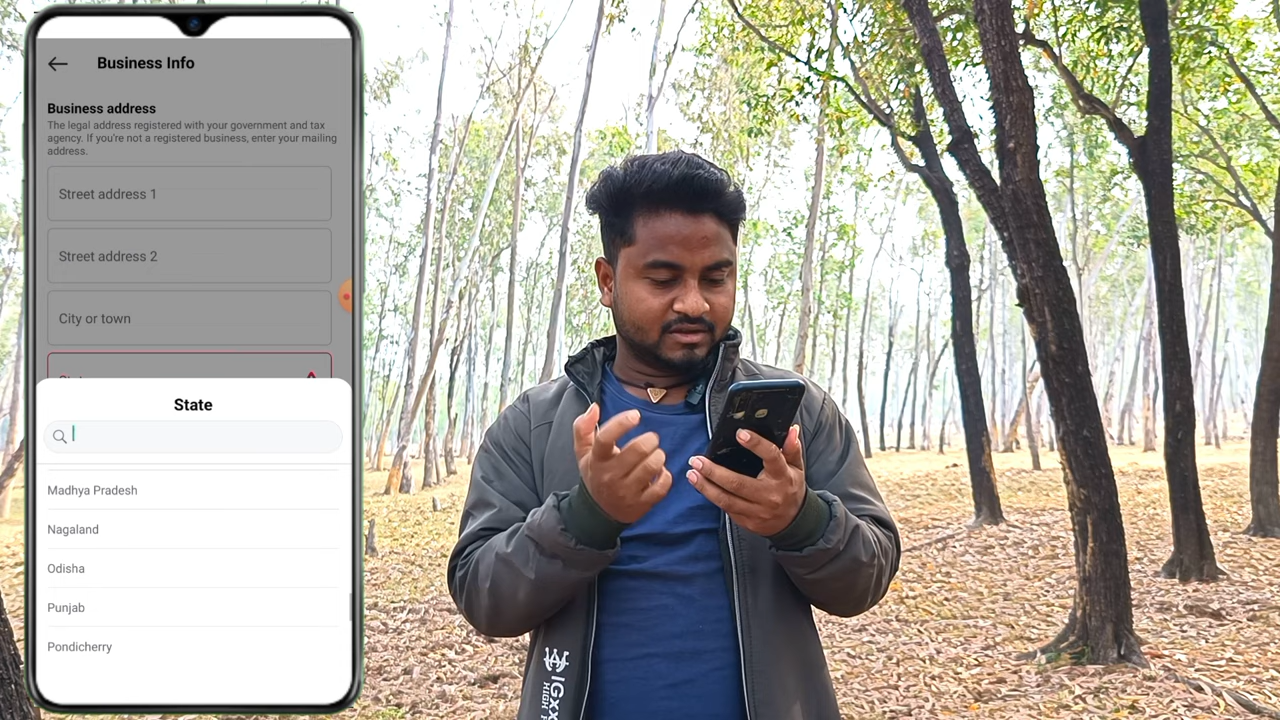 Business Info
Business address
The legal address registered with your government and tax
agency. If you're not a registered business, enter your mailing
address.
Street address 1
Street address 2
City or town
State
Madhya Pradesh
Nagaland
Odisha
Punjab
Pondicherry